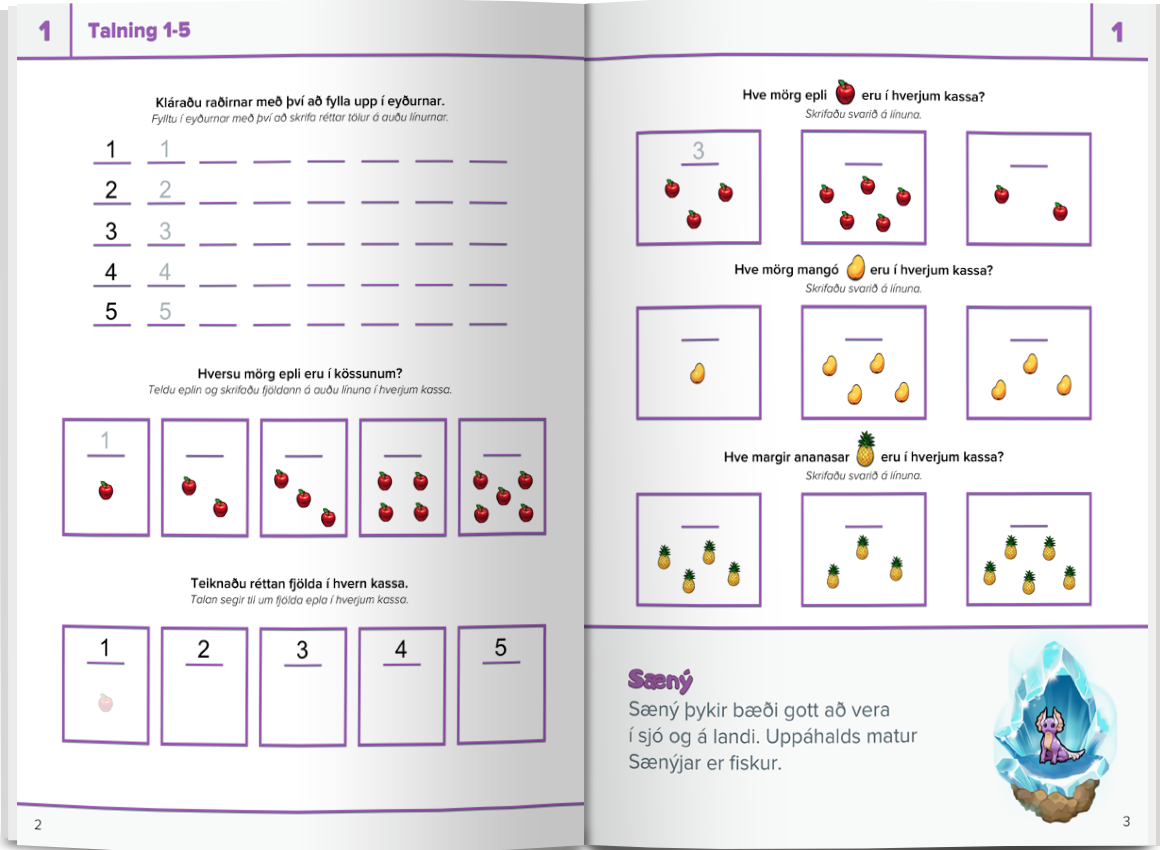 1
Talning 1-5
Kláraðu raðirnar með því að fylla upp í eyðurnar.
Fylltu í eyðurnar með því að skrifa réttar tölur á auðu línurnar.
1 1
2 2
3 3
4 4
5 5
Hversu mörg epli eru í kössunum?
Teldu eplin og skrifaðu fjöldann á auðu línuna í hverjum kassa.
1
Teiknaðu réttan fjölda í hvern kassa.
Talan segir til um fjölda epla í hverjum kassa.
1 2 3 4 5
2
1
Hve mörg epli eru í hverjum kassa?
Skrifaðu svarið á línuna.
3
Hve mörg mangó eru í hverjum kassa?
Skrifaðu svarið á línuna.
Hve margir ananasar eru í hverjum kassa?
Skrifaðu svarið á línuna.
Sæný
Sæný þykir bæði gott að vera
í sjó og á landi. Uppáhalds matur
Sænýjar er fiskur.
3